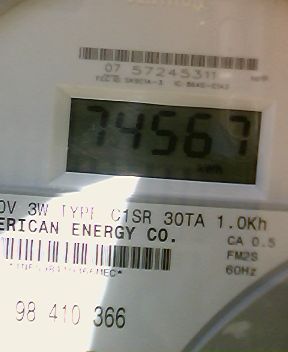 07 57245311
74567
kWh
0V 3W TYPE C1SR 30TA 1.0Kh
ERICAN ENERGY CO.
CA 0.5
FM2S
60Hz
98 410 366